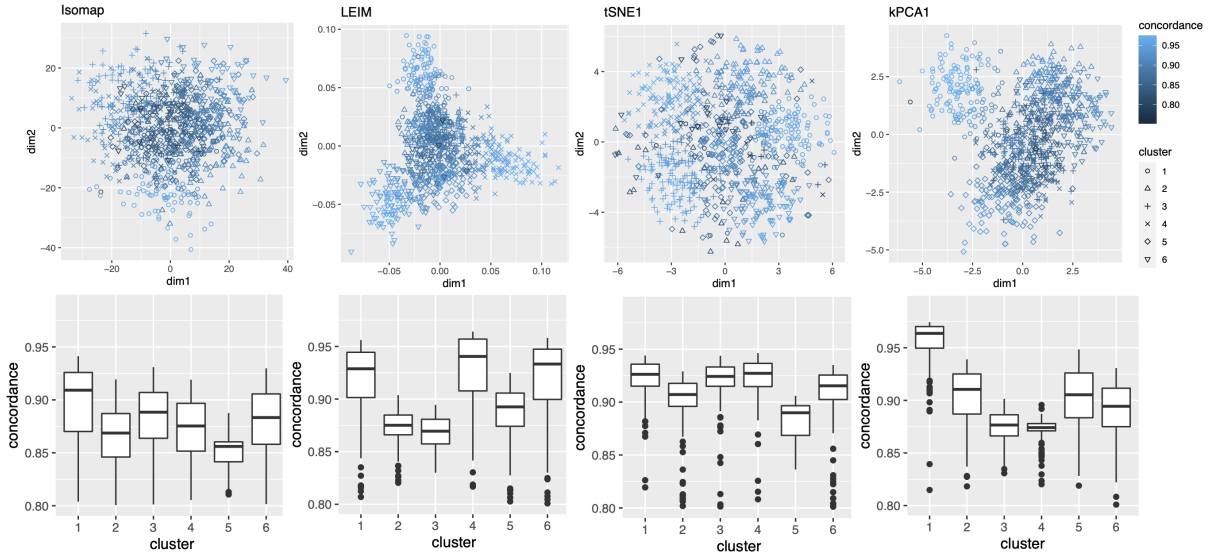 Isomap
LEIM
tSNE1
kPCA1
dim2
20
0
−20
−40
−20
0
20
40
dim1
dim2
0.10
0.05
0.00
−0.05
−0.05
0.00
0.05
0.10
dim1
dim2
4
0
−4
−6
−3
0
3
6
dim1
dim2
2.5
0.0
−2.5
−5.0
−5.0
−2.5
0.0
2.5
dim1
concordance
0.95
0.90
0.85
0.80
cluster
1
2
3
4
5
6
concordance
0.95
0.90
0.85
0.80
1 2 3 4 5 6
cluster
concordance
0.95
0.90
0.85
0.80
1 2 3 4 5 6
cluster
concordance
0.95
0.90
0.85
0.80
1 2 3 4 5 6
cluster
concordance
0.95
0.90
0.85
0.80
1 2 3 4 5 6
cluster